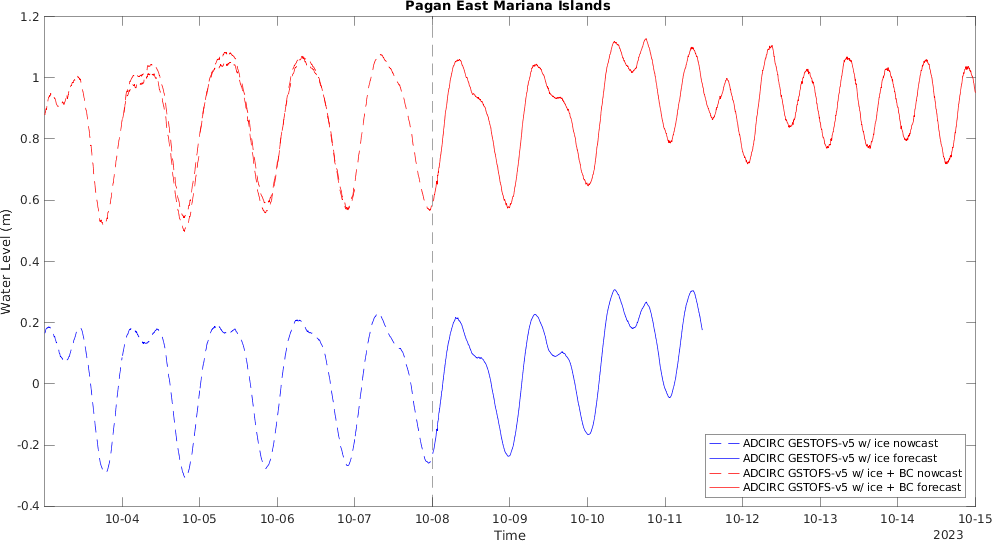 Pagan East Mariana Islands
1.2
1
0.8
0.6
0.4
0.2
0
-0.2
-0.4
Water Level (m)
ADCIRC GESTOFS-v5 w/ ice nowcast
ADCIRC GESTOFS-v5 w/ ice forecast
ADCIRC GSTOFS-v5 w/ ice + BC nowcast
ADCIRC GSTOFS-v5 w/ ice + BC forecast
10-04 10-05 10-06 10-07 10-08 10-09 10-10 10-11 10-12 10-13 10-14 10-15
Time
2023